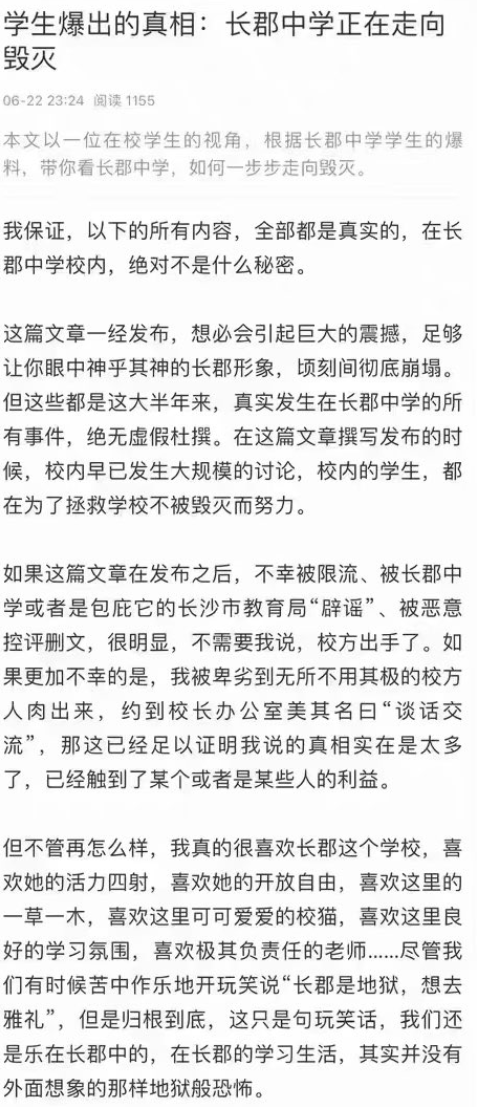 学生爆出的真相：长郡中学正在走向
毁灭
06-22 23:24 阅读 1155
本文以一位在校学生的视角，根据长郡中学学生的爆
料，带你看长郡中学，如何一步步走向毁灭。
我保证，以下的所有内容，全部都是真实的，在长
郡中学校内，绝对不是什么秘密。
这篇文章一经发布，想必会引起巨大的震撼，足够
让你眼中神乎其神的长郡形象，顷刻间彻底崩塌。
但这些都是这大半年来，真实发生在长郡中学的所
有事件，绝无虚假杜撰。在这篇文章撰写发布的时
候，校内早已发生大规模的讨论，校内的学生，都
在为了拯救学校不被毁灭而努力。
如果这篇文章在发布之后，不幸被限流、被长郡中
学或者是包庇它的长沙市教育局“辟谣”、被恶意
控评删文，很明显，不需要我说，校方出手了。如
果更加不幸的是，我被卑劣到无所不用其极的校方
人肉出来，约到校长办公室美其名曰“谈话交
流”，那这已经足以证明我说的真相实在是太多
了，已经触到了某个或者是某些人的利益。
但不管再怎么样，我真的很喜欢长郡这个学校，喜
欢她的活力四射，喜欢她的开放自由，喜欢这里的
一草一木，喜欢这里可可爱爱的校猫，喜欢这里良
好的学习氛围，喜欢极其负责任的老师......尽管我
们有时候苦中作乐地开玩笑说“长郡是地狱，想去
雅礼”，但是归根到底，这只是句玩笑话，我们还
是乐在长郡中的，在长郡的学习生活，其实并没有
外面想象的那样地狱般恐怖。